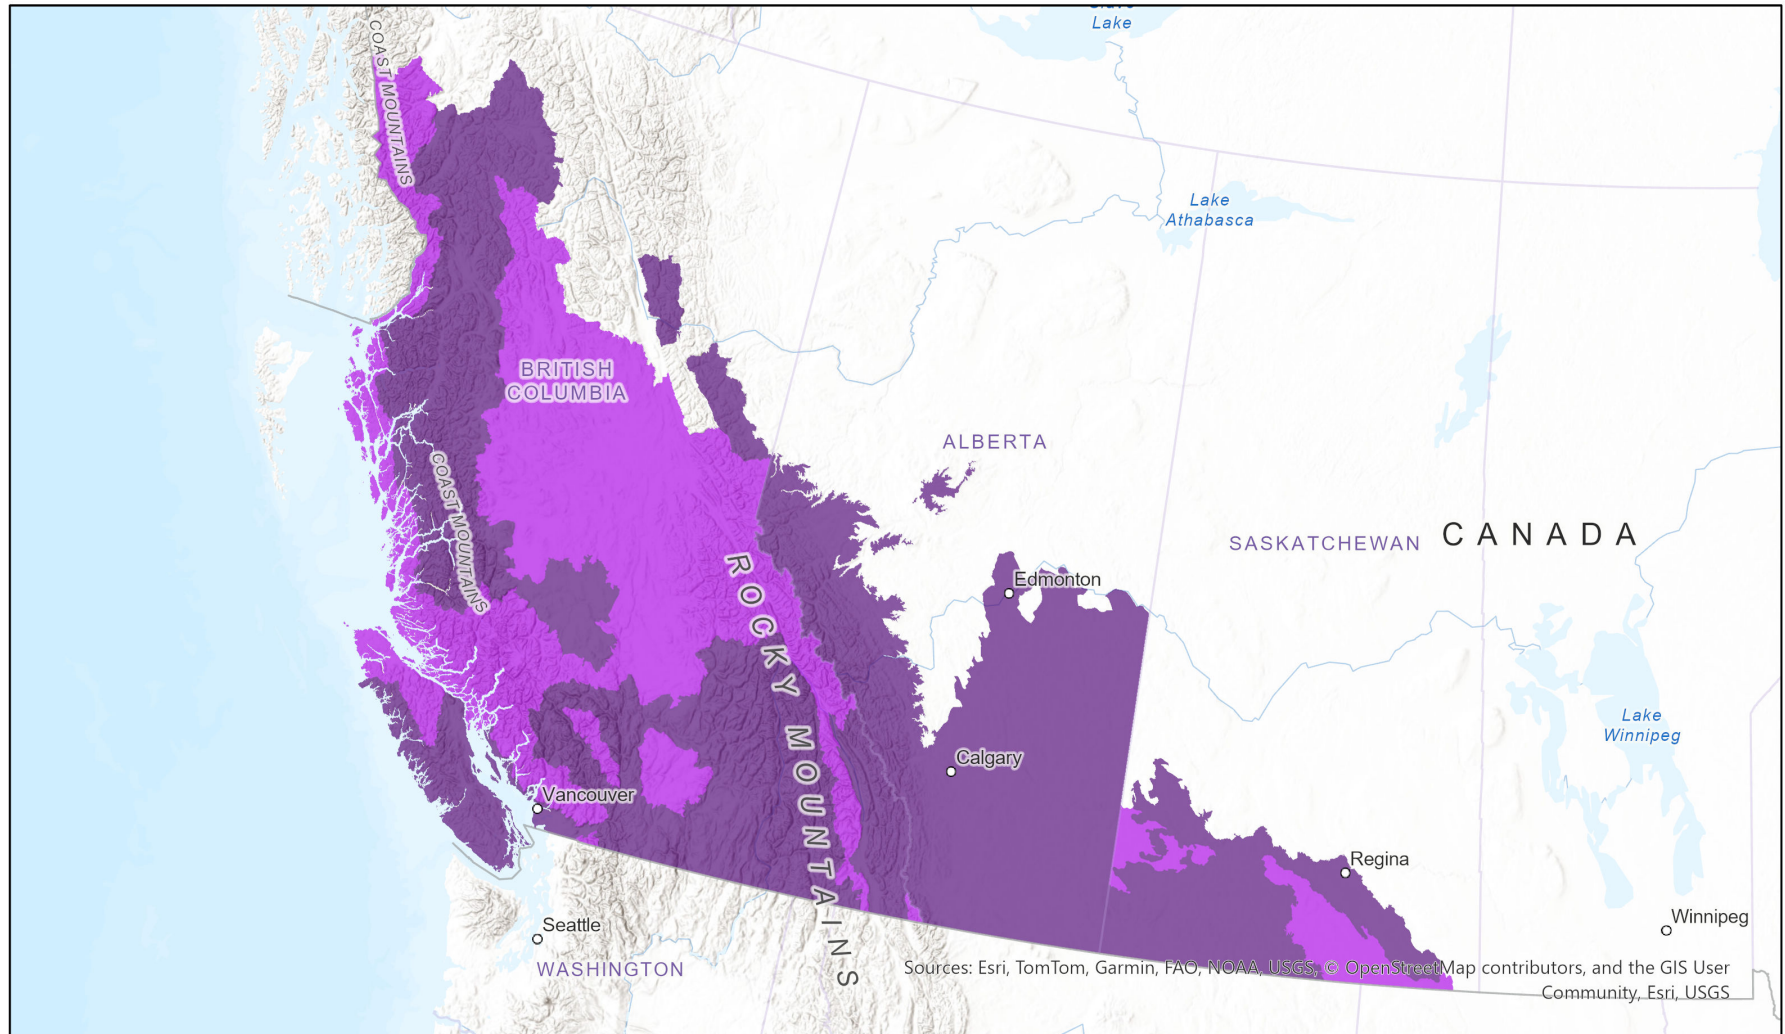 Slave
Lake
COAST MOUNTAINS
Lake
Athabasca
BRITISH
COLUMBIA
ALBERTA
COAST MOUNTAINS
SASKATCHEWAN
CANADA
Edmonton
ROCKY MOUNTAINS
Lake
Winnipeg
Calgary
Vancouver
Regina
Winnipeg
Seattle
WASHINGTON
Sources: Esri, TomTom, Garmin, FAO, NOAA, USGS, © OpenStreetMap contributors, and the GIS User
Community, Esri, USGS